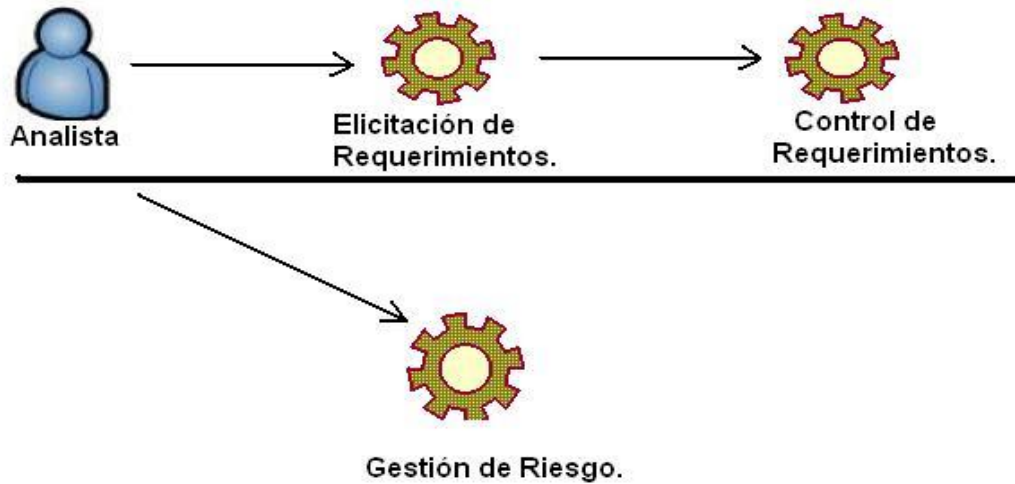 Analista
Elicitación de
Requerimientos.
Control de
Requerimientos.
Gestión de Riesgo.